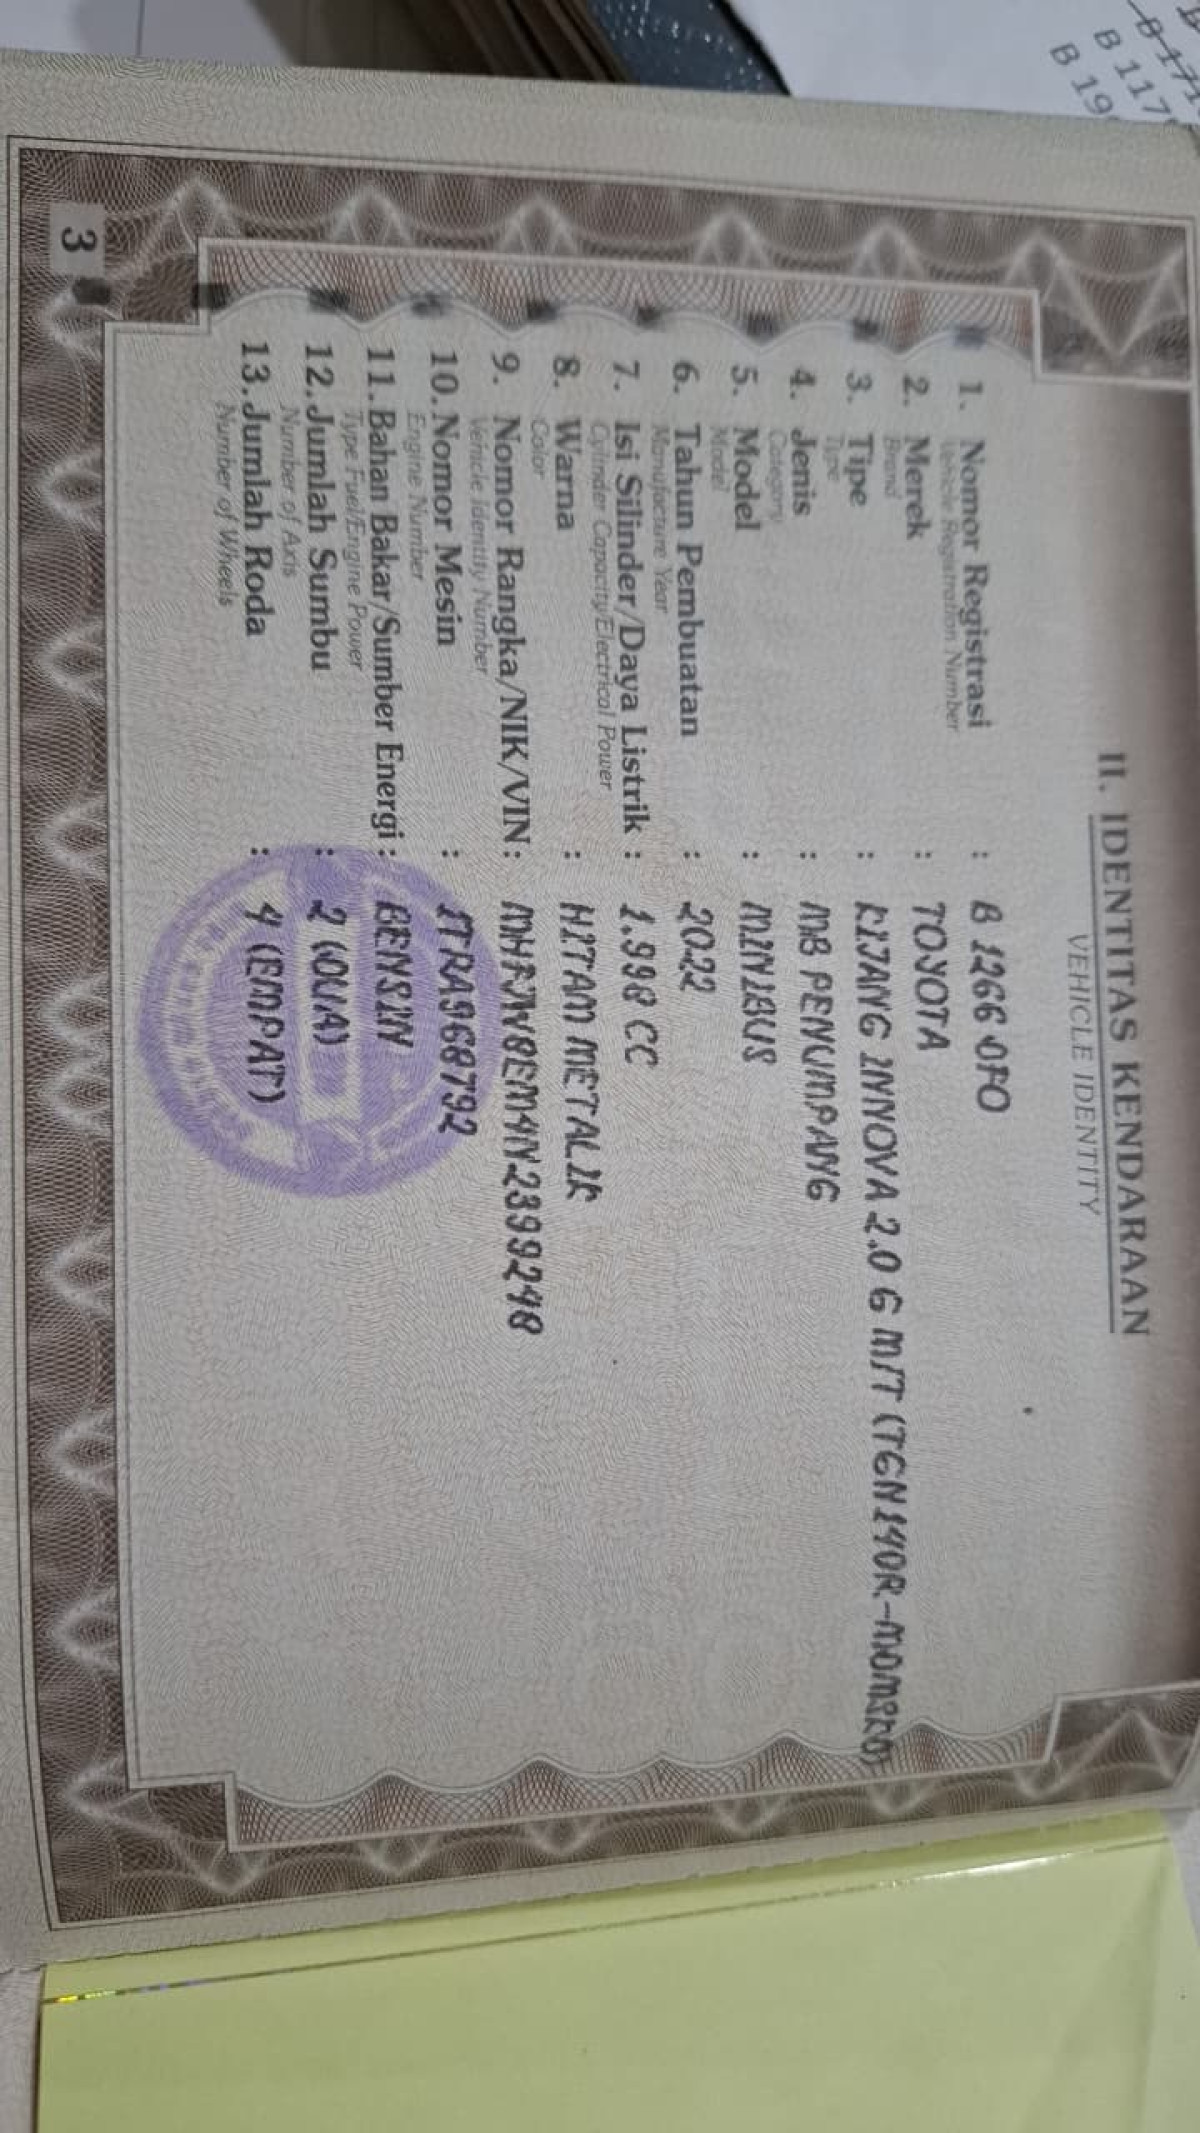 B 171
B 117
B 19
II. IDENTITAS KENDARAAN
VEHICLE IDENTITY
1. Nomor Registrasi : B 1266 DFO
Vehicle Registration Number
2. Merek : TOYOTA
Brand
3. Tipe : KIJANG INNOVA 2.0 G M/T (TGN140R-MDMSKD)
Type
4. Jenis : MB PENUMPANG
Category
5. Model : MINIBUS
Model
6. Tahun Pembuatan : 2022
Manufacture Year
7. Isi Silinder/Daya Listrik : 1.998 CC
Cylinder Capacity/Electrical Power
8. Warna : HITAM METALIK
Color
9. Nomor Rangka/NIK/VIN : MHFJW8EM4N2399248
Vehicle Identity Number
10. Nomor Mesin : 1TRA968792
Engine Number
11. Bahan Bakar/Sumber Energi : BENSIN
Type Fuel/Engine Power
12. Jumlah Sumbu : 2 (DUA)
Number of Axis
13. Jumlah Roda : 4 (EMPAT)
Number of Wheels
3